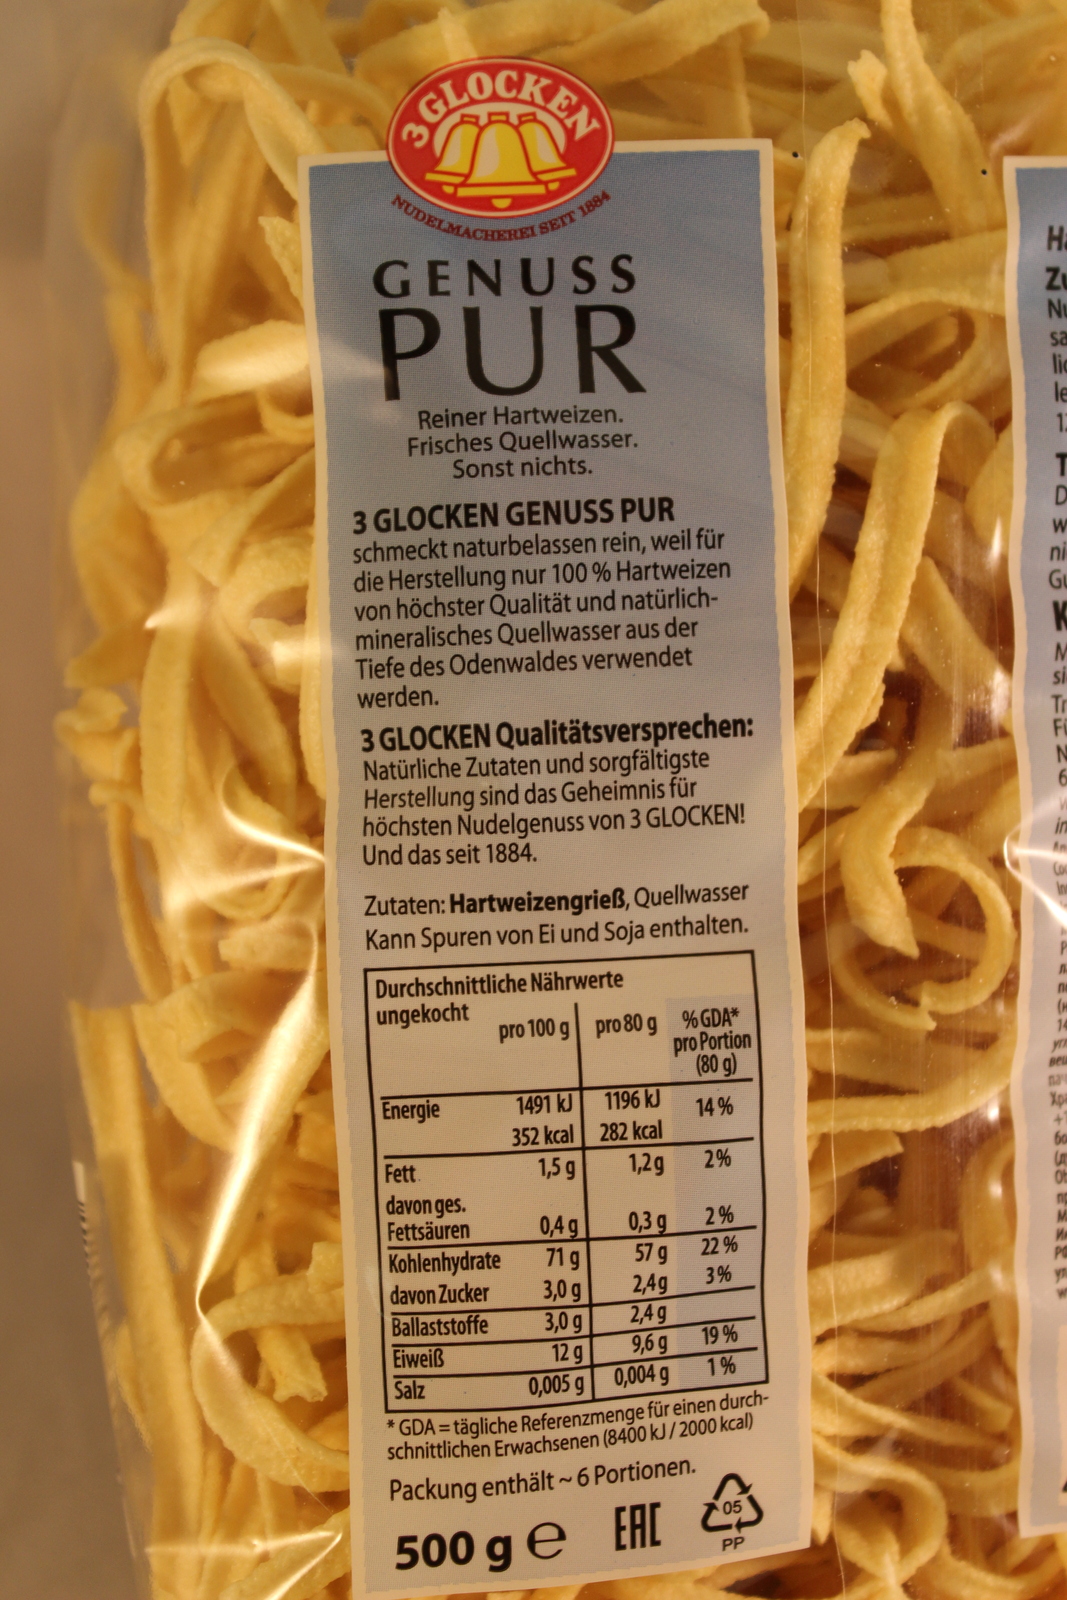 3 GLOCKEN
NUDELMACHEREI SEIT 1884
GENUSS
PUR
Reiner Hartweizen.
Frisches Quellwasser.
Sonst nichts.
3 GLOCKEN GENUSS PUR
schmeckt naturbelassen rein, weil für
die Herstellung nur 100 % Hartweizen
von höchster Qualität und natürlich-
mineralisches Quellwasser aus der
Tiefe des Odenwaldes verwendet
werden.
3 GLOCKEN Qualitätsversprechen:
Natürliche Zutaten und sorgfältigste
Herstellung sind das Geheimnis für
höchsten Nudelgenuss von 3 GLOCKEN!
Und das seit 1884.
Zutaten: Hartweizengrieß, Quellwasser
Kann Spuren von Ei und Soja enthalten.
Durchschnittliche Nährwerte
ungekocht
pro 100 g pro 80 g % GDA*
pro Portion
(80 g)
Energie 1491 kJ 1196 kJ 14 %
352 kcal 282 kcal
Fett 1,5 g 1,2 g 2%
davon ges.
Fettsäuren 0,4 g 0,3 g 2 %
Kohlenhydrate 71 g 57 g 22 %
davon Zucker 3,0 g 2,4 g 3%
Ballaststoffe 3,0 g 2,4 g
Eiweiß 12 g 9,6 g 19 %
Salz 0,005 g 0,004 g 1 %
* GDA = tägliche Referenzmenge für einen durch-
schnittlichen Erwachsenen (8400 kJ / 2000 kcal)
Packung enthält ~ 6 Portionen.
500 g e EAC 05
PP